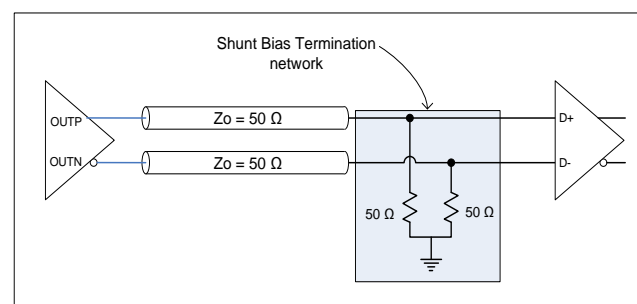 Shunt Bias Termination
network
OUTP
Zo = 50 Ω
D+
OUTN
Zo = 50 Ω
D-
50 Ω
50 Ω